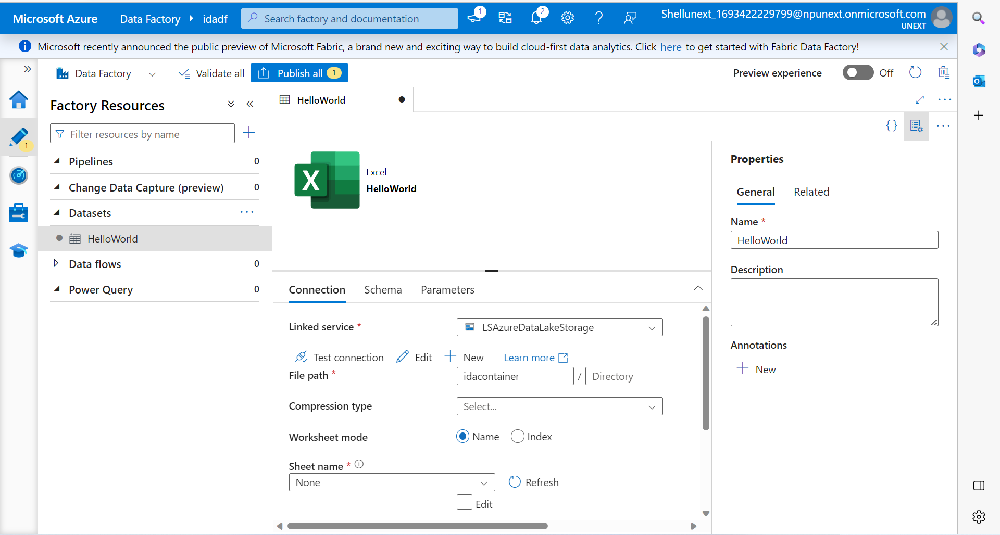 Microsoft Azure
Data Factory
idadf
Search factory and documentation
1
2
Shellunext_1693422229799@npunext.onmicrosoft.com
UNEXT
Microsoft recently announced the public preview of Microsoft Fabric, a brand new and exciting way to build cloud-first data analytics. Click here to get started with Fabric Data Factory!
Data Factory
Validate all
Publish all 1
Preview experience
Off
1
Factory Resources
Filter resources by name
Pipelines 0
Change Data Capture (preview) 0
Datasets
HelloWorld
Data flows 0
Power Query 0
HelloWorld
{}
X
Excel
HelloWorld
Connection
Schema
Parameters
Linked service *
LSAzureDataLakeStorage
Test connection
Edit
New
Learn more
File path *
idacontainer / Directory
Compression type
Select...
Worksheet mode
Name
Index
Sheet name *
None
Refresh
Edit
Properties
General
Related
Name *
HelloWorld
Description
Annotations
New